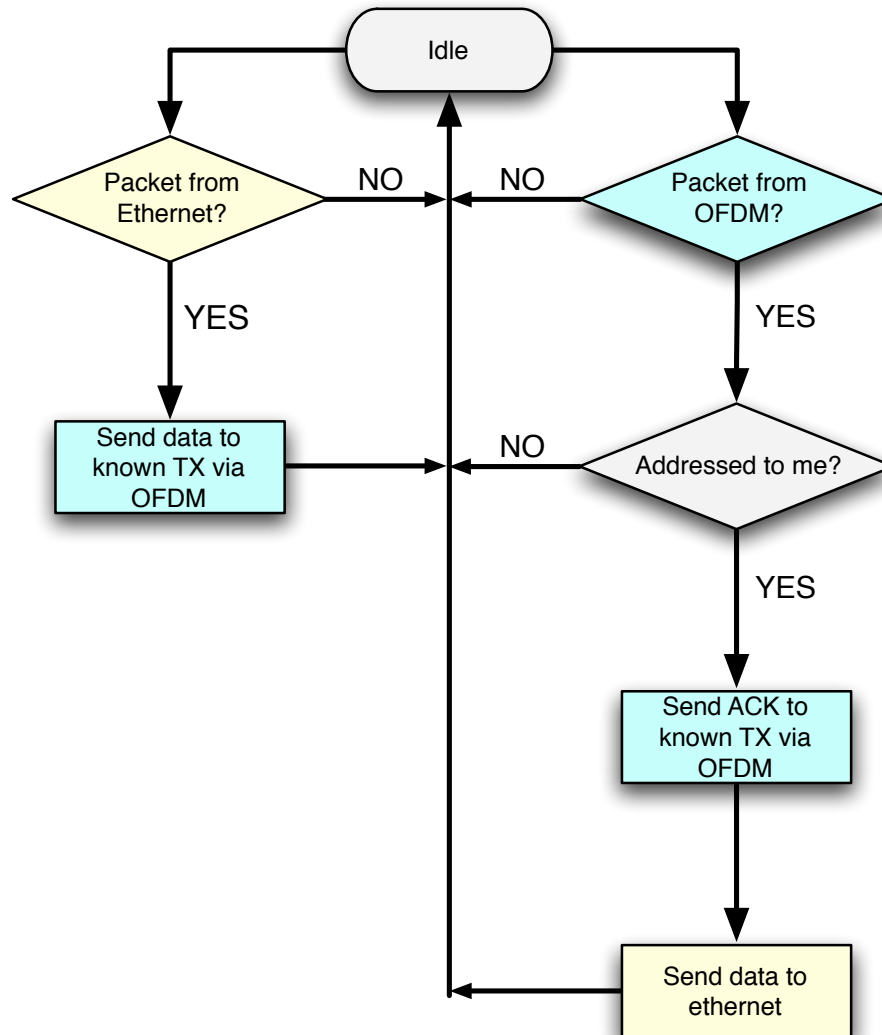 Idle
Packet from
Ethernet?
NO
NO
Packet from
OFDM?
YES
YES
Send data to
known TX via
OFDM
NO
Addressed to me?
YES
Send ACK to
known TX via
OFDM
Send data to
ethernet